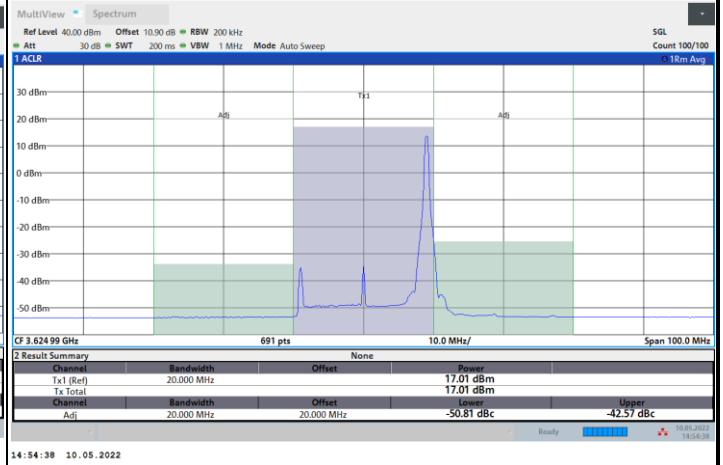 MultiView Spectrum
Ref Level 40.00 dBm Offset 10.90 dB RBW 200 kHz SGL
Att 30 dB SWT 200 ms VBW 1 MHz Mode Auto Sweep Count 100/100
1 ACLR 1Rm Avg
Tx1
Adj Adj
30 dBm
20 dBm
10 dBm
0 dBm
-10 dBm
-20 dBm
-30 dBm
-40 dBm
-50 dBm
CF 3.624 99 GHz 691 pts 10.0 MHz/ Span 100.0 MHz
2 Result Summary None
Channel Bandwidth Offset Power
Tx1 (Ref) 20.000 MHz 17.01 dBm
Tx Total 17.01 dBm
Channel Bandwidth Offset Lower Upper
Adj 20.000 MHz 20.000 MHz -50.81 dBc -42.57 dBc
Ready 10.05.2022
14:54:38
14:54:38 10.05.2022